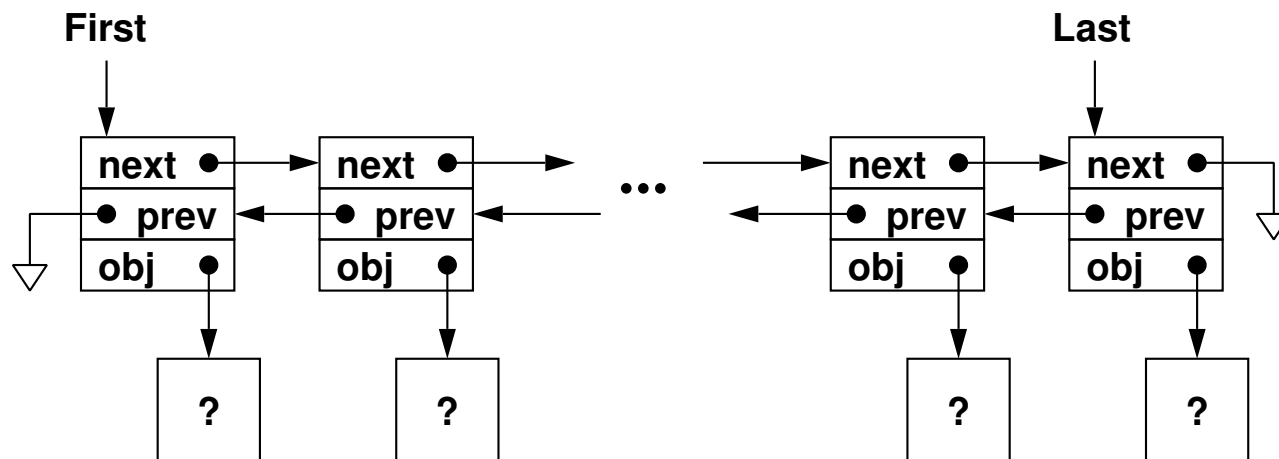 First Last
next next next next
...
prev prev prev prev
obj obj obj obj
? ? ? ?